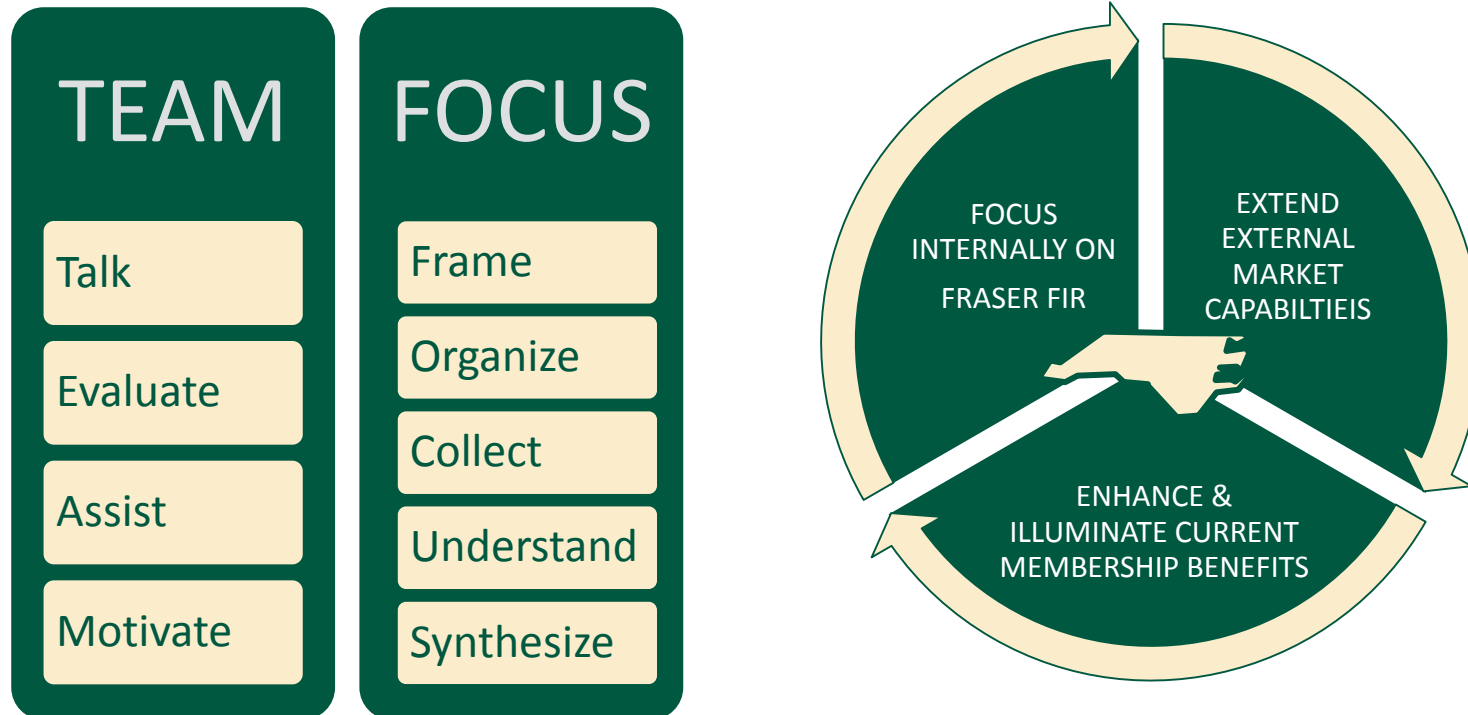 TEAM
Talk
Evaluate
Assist
Motivate
FOCUS
Frame
Organize
Collect
Understand
Synthesize
FOCUS
INTERNALLY ON
FRASER FIR
EXTEND
EXTERNAL
MARKET
CAPABILTIEIS
ENHANCE &
ILLUMINATE CURRENT
MEMBERSHIP BENEFITS